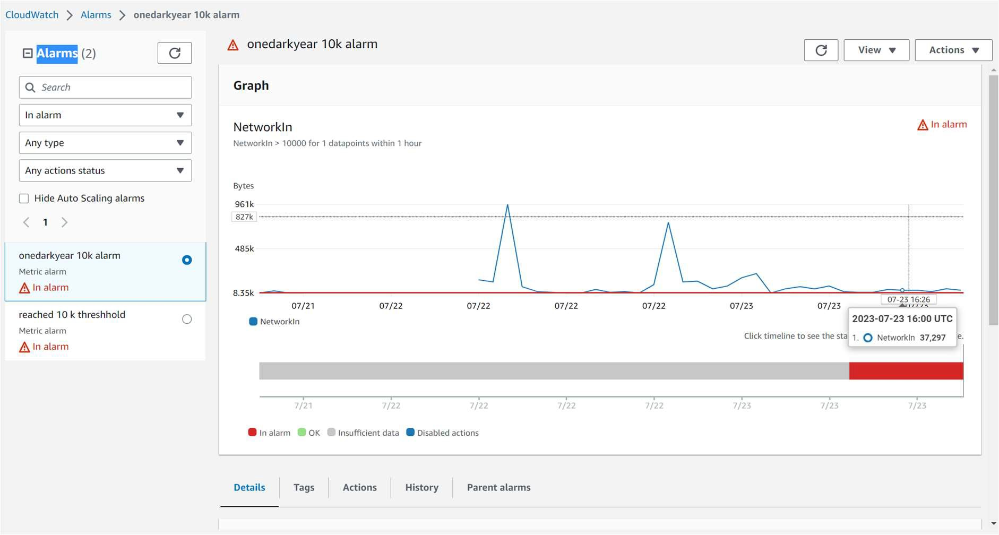 CloudWatch > Alarms > onedarkyear 10k alarm
Alarms (2)
Search
In alarm
Any type
Any actions status
Hide Auto Scaling alarms
1
onedarkyear 10k alarm
Metric alarm
In alarm
reached 10 k threshhold
Metric alarm
In alarm
onedarkyear 10k alarm
View
Actions
Graph
NetworkIn
In alarm
NetworkIn > 10000 for 1 datapoints within 1 hour
Bytes
961k
827k
485k
8.35k
07/21 07/22 07/22 07/22 07/22 07/23 07/23 07/23
07-23 16:26
NetworkIn
2023-07-23 16:00 UTC
1. NetworkIn 37,297
Click timeline to see the sta e.
7/21 7/22 7/22 7/22 7/22 7/23 7/23 7/23
In alarm OK Insufficient data Disabled actions
Details Tags Actions History Parent alarms